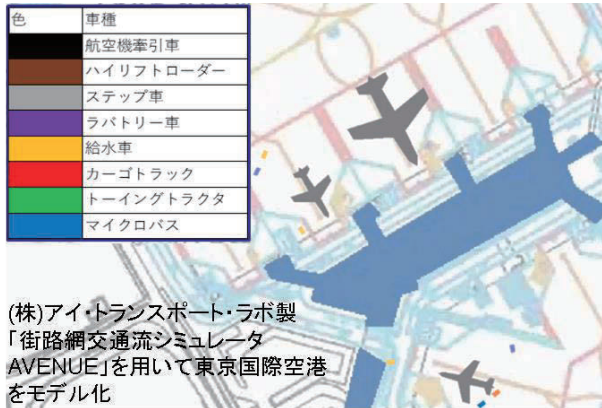 色 車種
航空機牽引車
ハイリフトローダー
ステップ車
ラバトリー車
給水車
カーゴトラック
トーイングトラクタ
マイクロバス
(株)アイ・トランスポート・ラボ製
「街路網交通流シミュレータ
AVENUE」を用いて東京国際空港
をモデル化